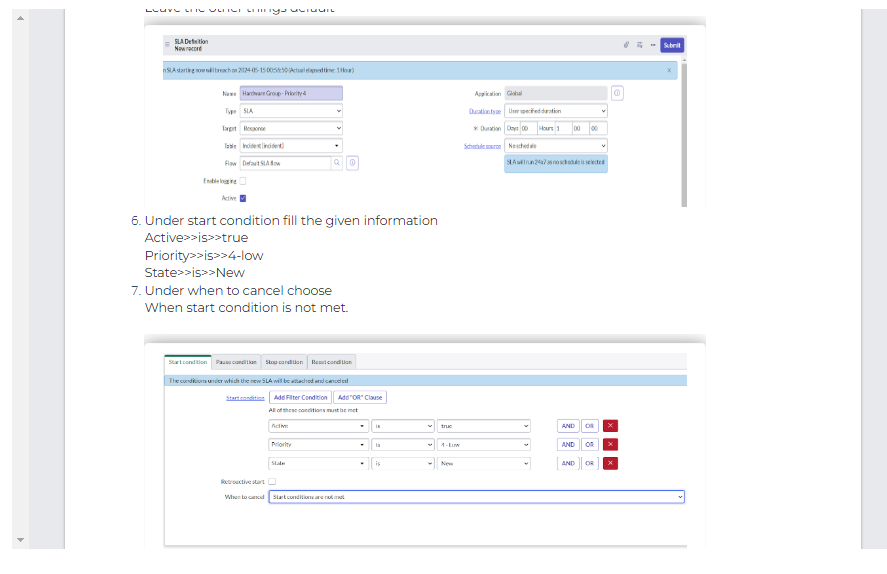 Leave the other things default
SLA Definition
New record
Submit
n SLA starting now will breach on 2024-05-15 00:56:50 (Actual elapsed time: 1 Hour)
Name Hardware Group - Priority 4
Application Global
Type SLA
Duration type User specified duration
Target Response
* Duration Days 00 Hours 1 00 00
Table Incident [incident]
Schedule source No schedule
Flow Default SLA flow
SLA will run 24x7 as no schedule is selected
Enable logging
Active
6. Under start condition fill the given information
Active>>is>>true
Priority>>is>>4-low
State>>is>>New
7. Under when to cancel choose
When start condition is not met.
Start condition Pause condition Stop condition Reset condition
The conditions under which the new SLA will be attached and canceled
Start condition Add Filter Condition Add "OR" Clause
All of these conditions must be met
Active is true AND OR
Priority is 4 - Low AND OR
State is New AND OR
Retroactive start
When to cancel Start conditions are not met